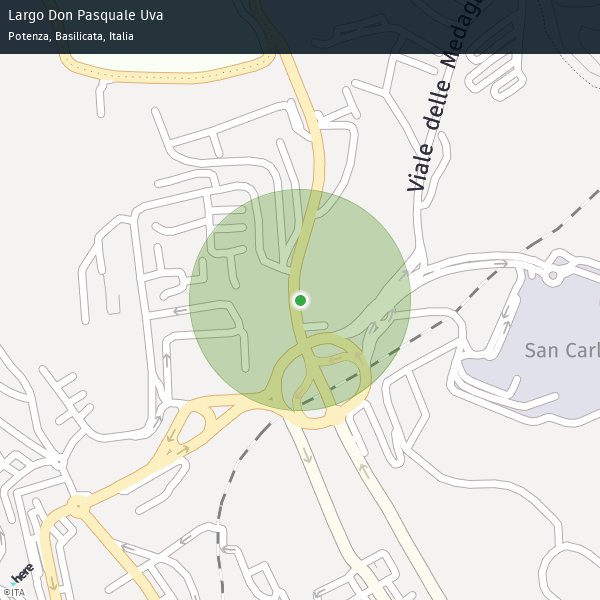 Largo Don Pasquale Uva
Potenza, Basilicata, Italia
Viale delle Medag
San Carl
here
©ITA